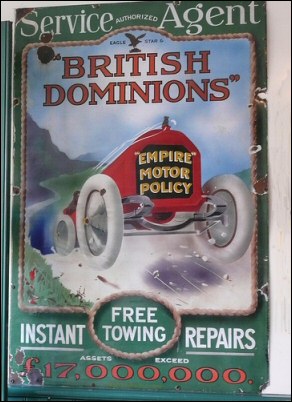 Service AUTHORIZED Agent
EAGLE STAR &
"BRITISH
DOMINIONS"
"EMPIRE"
MOTOR
POLICY
FREE
TOWING
INSTANT REPAIRS
ASSETS EXCEED
£17,000,000.